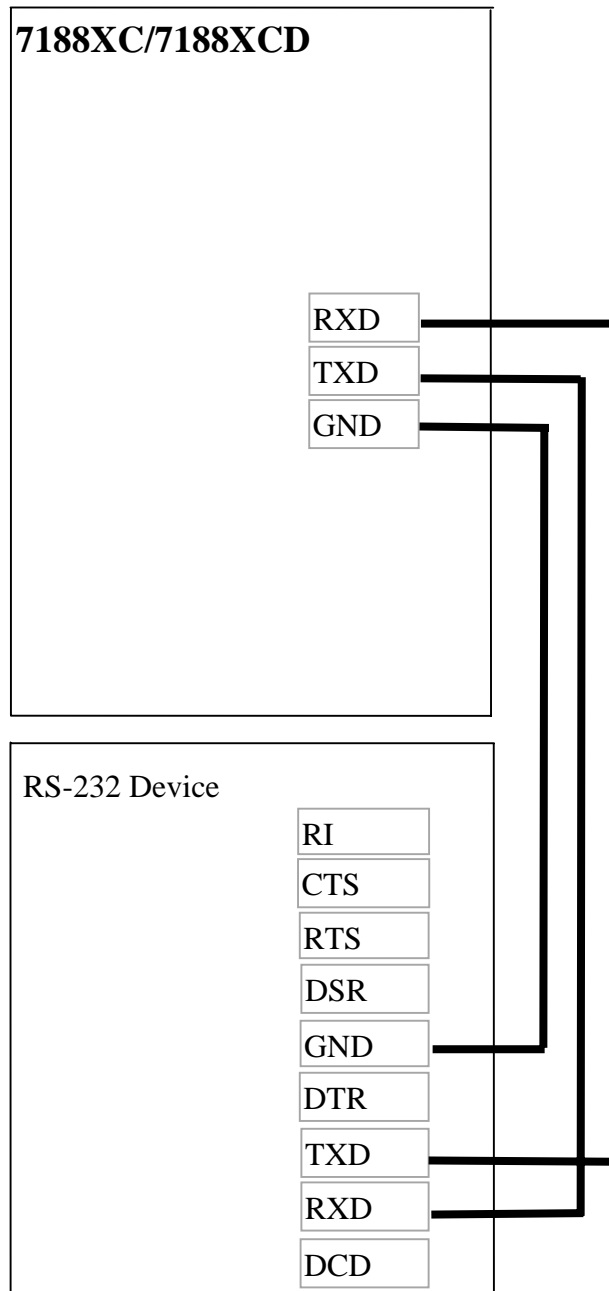 7188XC/7188XCD
RXD
TXD
GND
RS-232 Device
RI
CTS
RTS
DSR
GND
DTR
TXD
RXD
DCD